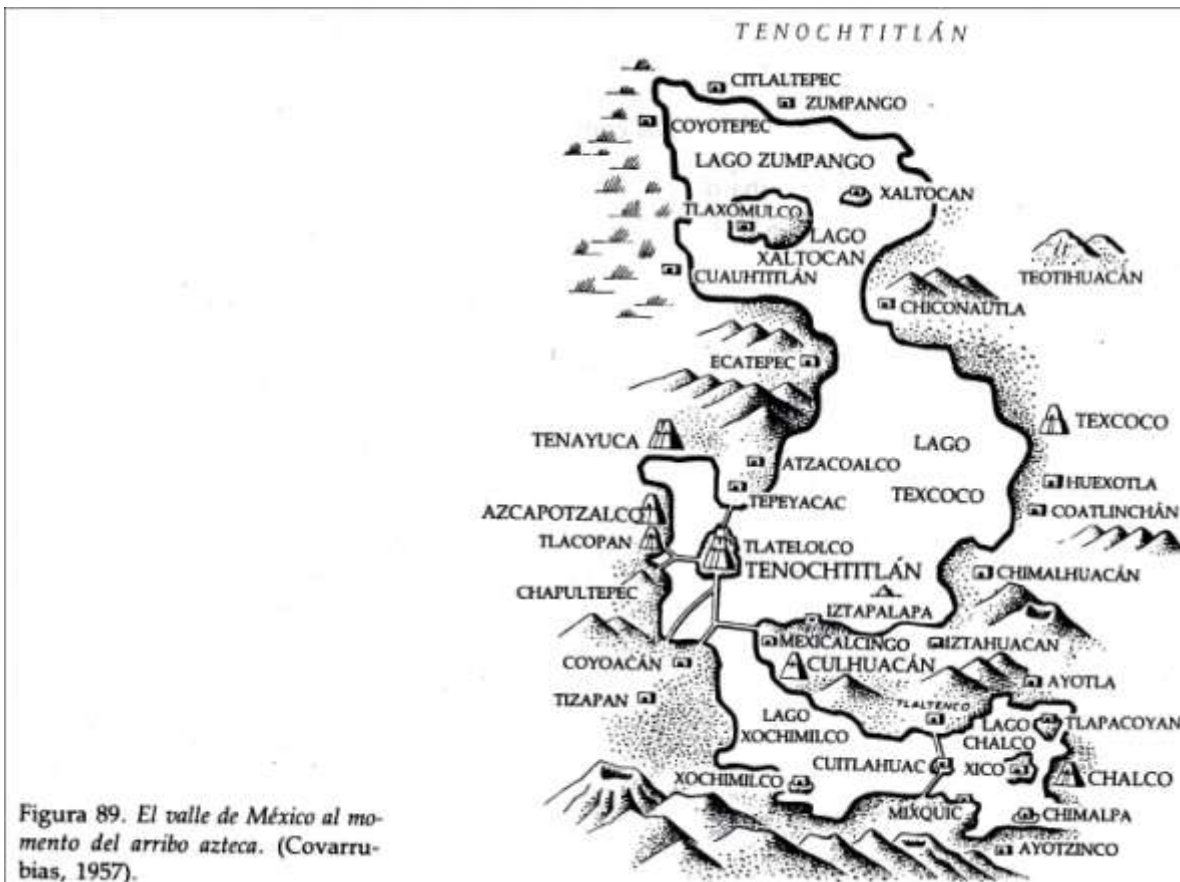 TENOCHTITLÁN
CITLALTEPEC
ZUMPANGO
COYOTEPEC
LAGO ZUMPANGO
XALTOCAN
TLAXOMULCO
LAGO
XALTOCAN
TEOTIHUACÁN
CUAUHTITLÁN
CHICONAUTLA
ECATEPEC
TEXCOCO
TENAYUCA
LAGO
ATZACOALCO
HUEXOTLA
TEXCOCO
TEPEYACAC
COATLINCHÁN
AZCAPOTZALCO
TLACOPAN
TLATELOLCO
TENOCHTITLÁN
CHIMALHUACÁN
CHAPULTEPEC
IZTAPALAPA
MEXICALCINGO
IZTAHUACAN
COYOACÁN
CULHUACÁN
AYOTLA
TIZAPAN
TLALTENCO
LAGO
XOCHIMILCO
LAGO
CHALCO
TLAPACOYAN
CUITLAHUAC
XICO
XOCHIMILCO
CHALCO
MIXQUIC
CHIMALPA
AYOTZINCO
Figura 89. El valle de México al mo-
mento del arribo azteca. (Covarru-
bias, 1957).